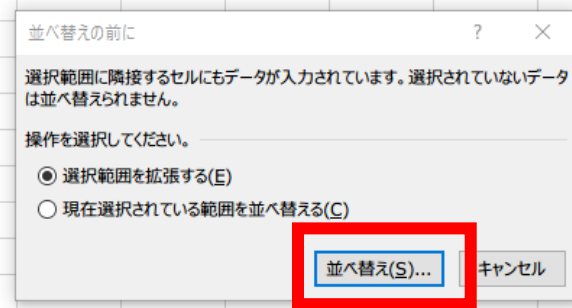 並べ替えの前に ? ×
選択範囲に隣接するセルにもデータが入力されています。選択されていないデータ
は並べ替えられません。
操作を選択してください。
選択範囲を拡張する(E)
現在選択されている範囲を並べ替える(C)
並べ替え(S)... キャンセル